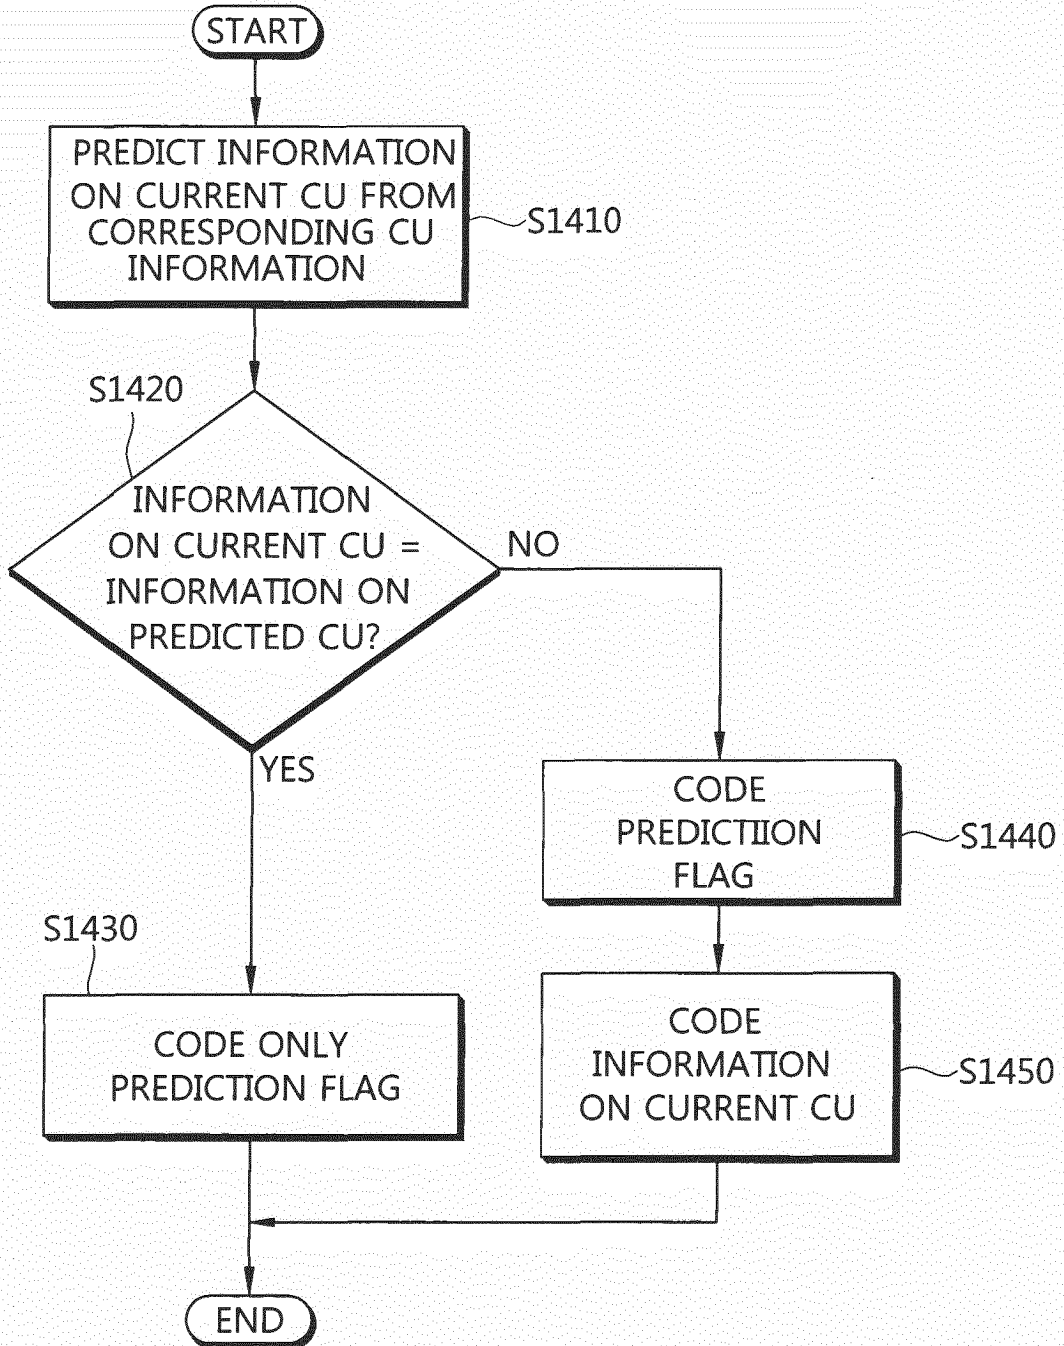 START
PREDICT INFORMATION
ON CURRENT CU FROM
CORRESPONDING CU
INFORMATION
S1410
S1420
INFORMATION
ON CURRENT CU =
INFORMATION ON
PREDICTED CU?
NO
YES
CODE
PREDICTIION
FLAG
S1440
S1430
CODE ONLY
PREDICTION FLAG
CODE
INFORMATION
ON CURRENT CU
S1450
END